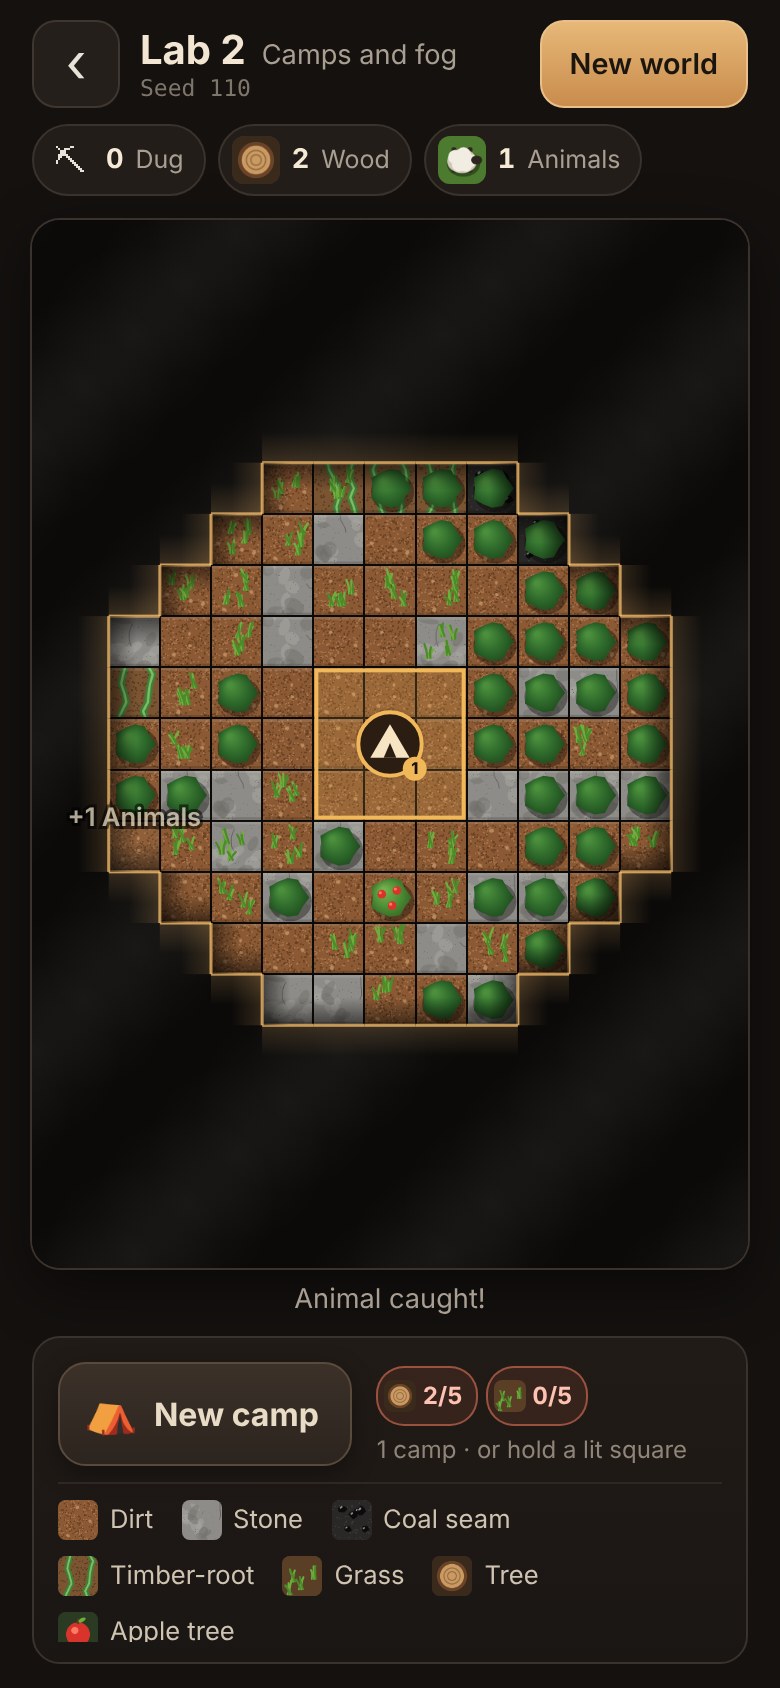 Lab 2 Camps and fog
Seed 110
New world
0 Dug
2 Wood
1 Animals
1
+1 Animals
Animal caught!
New camp
2/5
0/5
1 camp · or hold a lit square
Dirt
Stone
Coal seam
Timber-root
Grass
Tree
Apple tree